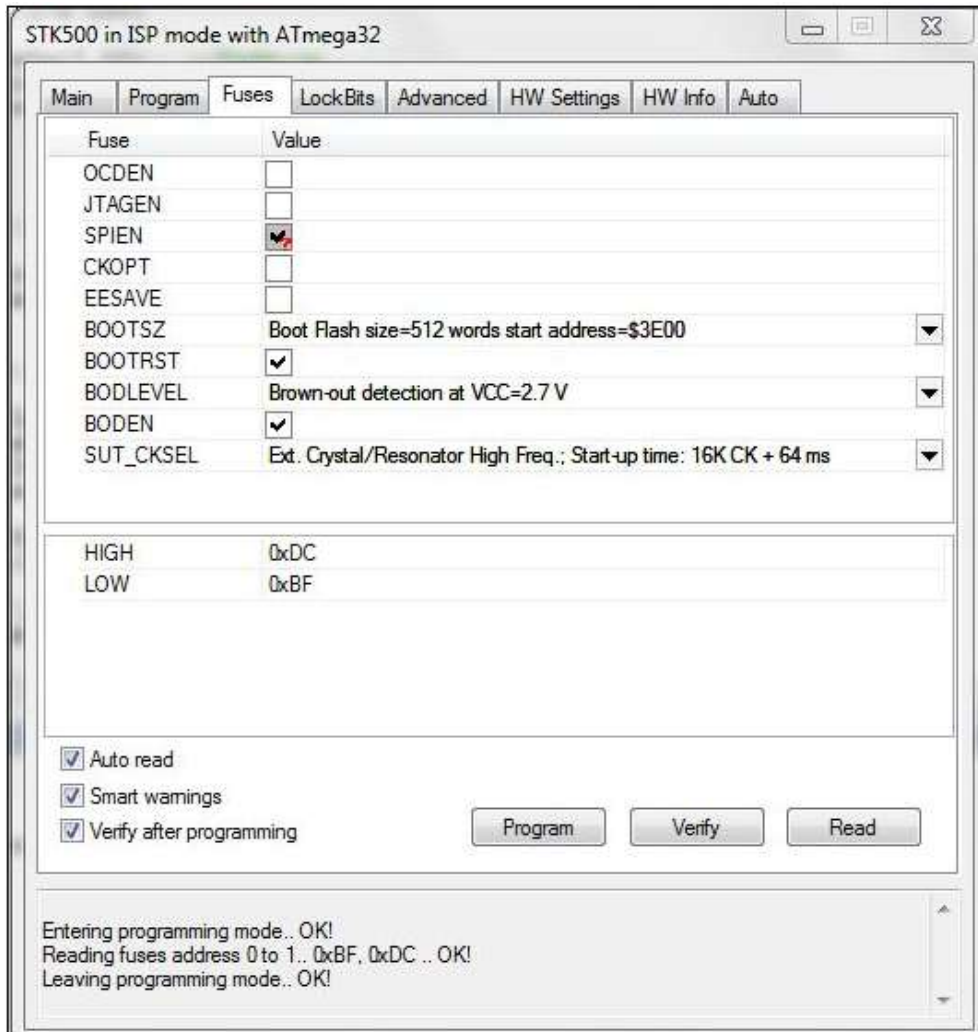 STK500 in ISP mode with ATmega32
Main Program Fuses LockBits Advanced HW Settings HW Info Auto
Fuse Value
OCDEN
JTAGEN
SPIEN
CKOPT
EESAVE
BOOTSZ Boot Flash size=512 words start address=$3E00
BOOTRST
BODLEVEL Brown-out detection at VCC=2.7 V
BODEN
SUT_CKSEL Ext. Crystal/Resonator High Freq.; Start-up time: 16K CK + 64 ms
HIGH 0xDC
LOW 0xBF
Auto read
Smart warnings
Verify after programming
Program Verify Read
Entering programming mode.. OK!
Reading fuses address 0 to 1.. 0xBF, 0xDC .. OK!
Leaving programming mode.. OK!